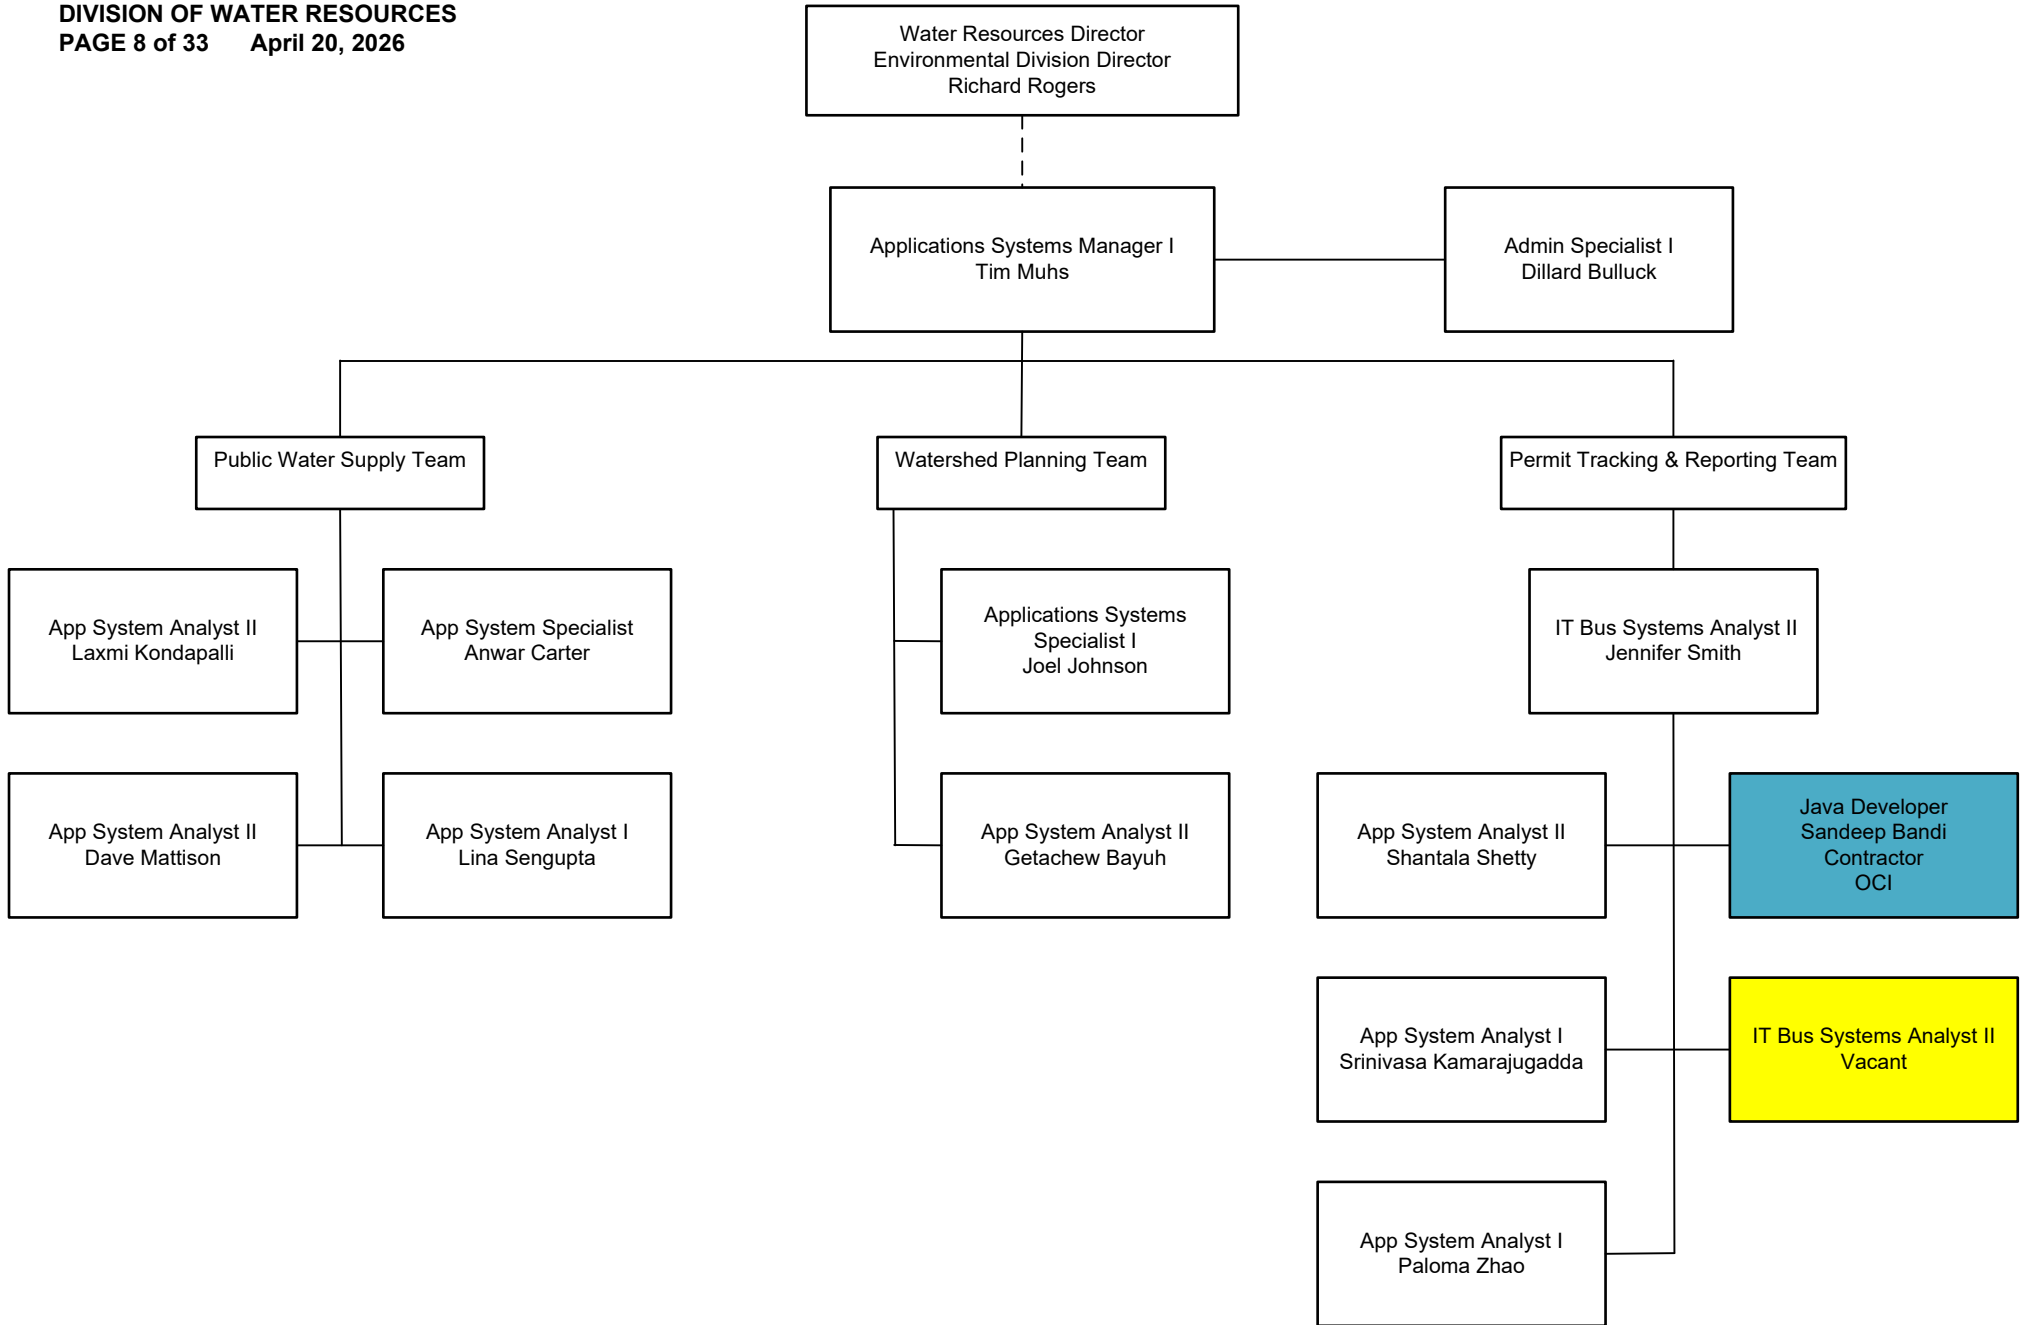 DIVISION OF WATER RESOURCES
PAGE 8 of 33 April 20, 2026
Water Resources Director
Environmental Division Director
Richard Rogers
Applications Systems Manager I
Tim Muhs
Admin Specialist I
Dillard Bulluck
Public Water Supply Team
Watershed Planning Team
Permit Tracking & Reporting Team
App System Analyst II
Laxmi Kondapalli
App System Specialist
Anwar Carter
Applications Systems
Specialist I
Joel Johnson
IT Bus Systems Analyst II
Jennifer Smith
App System Analyst II
Dave Mattison
App System Analyst I
Lina Sengupta
App System Analyst II
Getachew Bayuh
App System Analyst II
Shantala Shetty
Java Developer
Sandeep Bandi
Contractor
OCI
App System Analyst I
Srinivasa Kamarajugadda
IT Bus Systems Analyst II
Vacant
App System Analyst I
Paloma Zhao